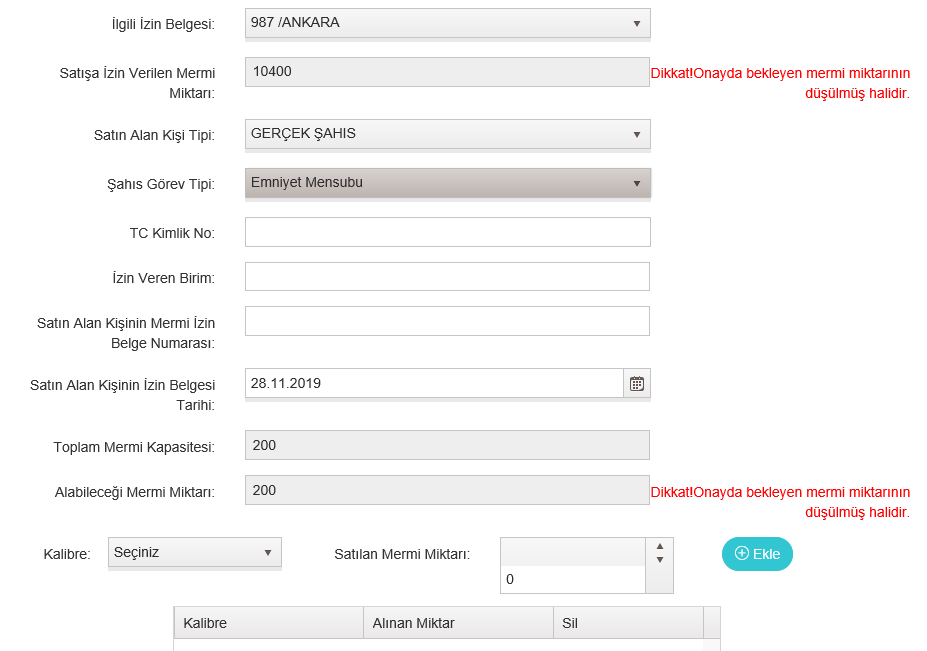 İlgili İzin Belgesi:
987 /ANKARA
Satışa İzin Verilen Mermi
Miktarı:
10400
Dikkat!Onayda bekleyen mermi miktarının
düşülmüş halidir.
Satın Alan Kişi Tipi:
GERÇEK ŞAHIS
Şahıs Görev Tipi:
Emniyet Mensubu
TC Kimlik No:
İzin Veren Birim:
Satın Alan Kişinin Mermi İzin
Belge Numarası:
Satın Alan Kişinin İzin Belgesi
Tarihi:
28.11.2019
Toplam Mermi Kapasitesi:
200
Alabileceği Mermi Miktarı:
200
Dikkat!Onayda bekleyen mermi miktarının
düşülmüş halidir.
Kalibre:
Seçiniz
Satılan Mermi Miktarı:
0
Ekle
Kalibre
Alınan Miktar
Sil